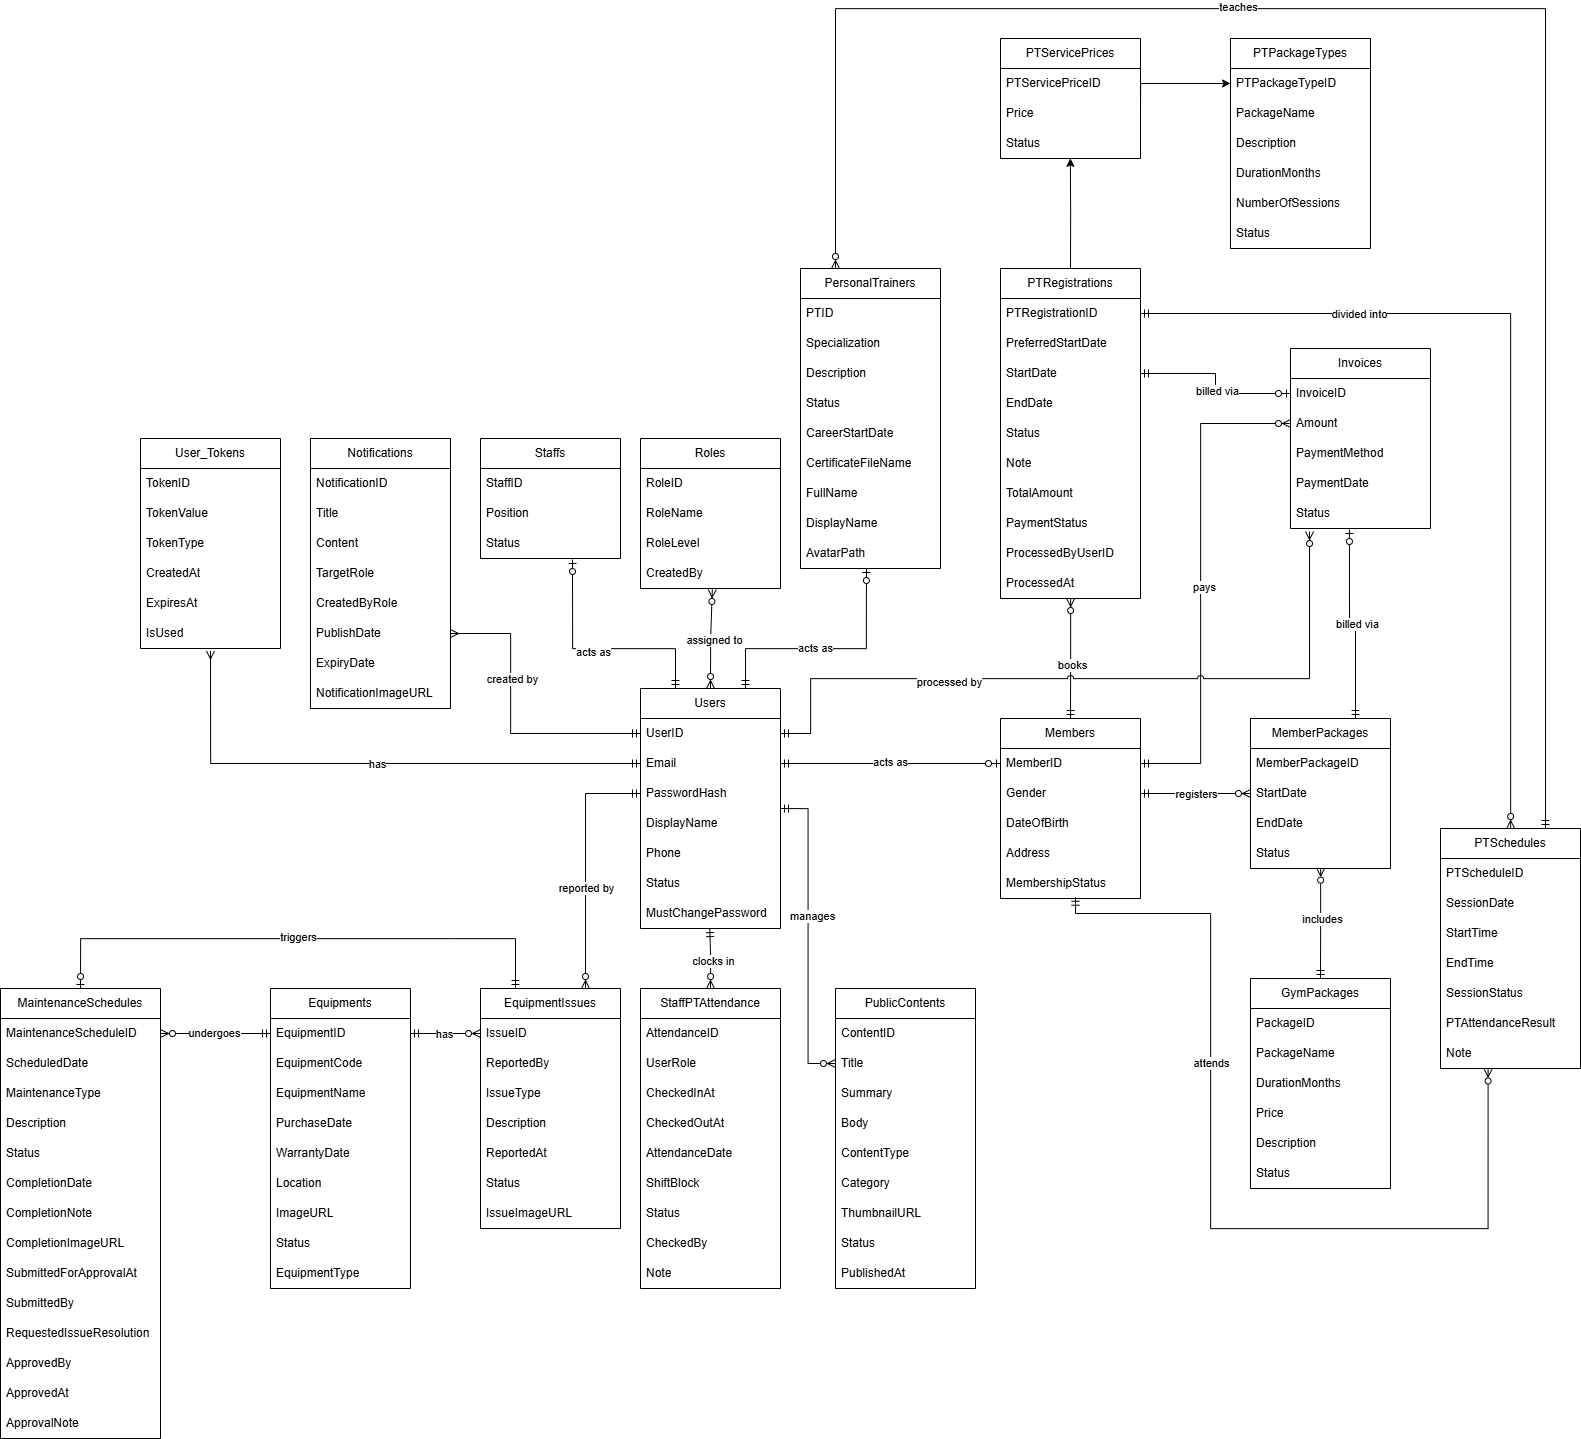 teaches
PTServicePrices
PTServicePriceID
Price
Status
PTPackageTypes
PTPackageTypeID
PackageName
Description
DurationMonths
NumberOfSessions
Status
PersonalTrainers
PTID
Specialization
Description
Status
CareerStartDate
CertificateFileName
FullName
DisplayName
AvatarPath
PTRegistrations
PTRegistrationID
PreferredStartDate
StartDate
EndDate
Status
Note
TotalAmount
PaymentStatus
ProcessedByUserID
ProcessedAt
divided into
billed via
Invoices
InvoiceID
Amount
PaymentMethod
PaymentDate
Status
User_Tokens
TokenID
TokenValue
TokenType
CreatedAt
ExpiresAt
IsUsed
Notifications
NotificationID
Title
Content
TargetRole
CreatedByRole
PublishDate
ExpiryDate
NotificationImageURL
Staffs
StaffID
Position
Status
Roles
RoleID
RoleName
RoleLevel
CreatedBy
acts as
assigned to
acts as
created by
has
pays
billed via
books
processed by
Users
UserID
Email
PasswordHash
DisplayName
Phone
Status
MustChangePassword
acts as
Members
MemberID
Gender
DateOfBirth
Address
MembershipStatus
registers
MemberPackages
MemberPackageID
StartDate
EndDate
Status
PTSchedules
PTScheduleID
SessionDate
StartTime
EndTime
SessionStatus
PTAttendanceResult
Note
reported by
manages
includes
triggers
clocks in
MaintenanceSchedules
MaintenanceScheduleID
ScheduledDate
MaintenanceType
Description
Status
CompletionDate
CompletionNote
CompletionImageURL
SubmittedForApprovalAt
SubmittedBy
RequestedIssueResolution
ApprovedBy
ApprovedAt
ApprovalNote
undergoes
Equipments
EquipmentID
EquipmentCode
EquipmentName
PurchaseDate
WarrantyDate
Location
ImageURL
Status
EquipmentType
has
EquipmentIssues
IssueID
ReportedBy
IssueType
Description
ReportedAt
Status
IssueImageURL
StaffPTAttendance
AttendanceID
UserRole
CheckedInAt
CheckedOutAt
AttendanceDate
ShiftBlock
Status
CheckedBy
Note
PublicContents
ContentID
Title
Summary
Body
ContentType
Category
ThumbnailURL
Status
PublishedAt
attends
GymPackages
PackageID
PackageName
DurationMonths
Price
Description
Status